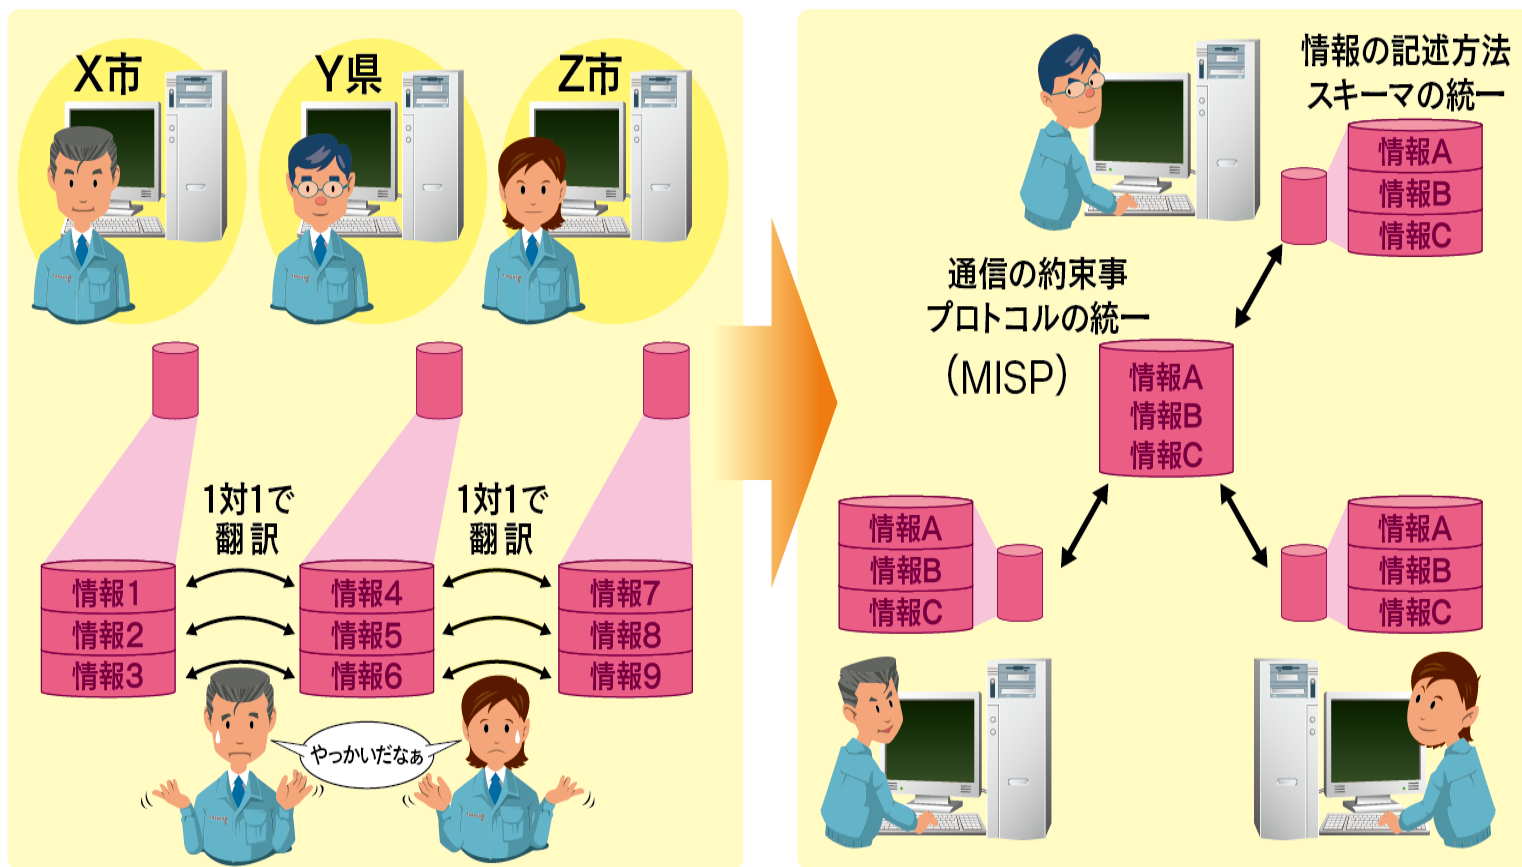 X市
Y県
Z市
1対1で
翻訳
1対1で
翻訳
情報1
情報2
情報3
情報4
情報5
情報6
情報7
情報8
情報9
やっかいだなぁ
情報の記述方法
スキーマの統一
情報A
情報B
情報C
通信の約束事
プロトコルの統一
（MISP）
情報A
情報B
情報C
情報A
情報B
情報C
情報A
情報B
情報C